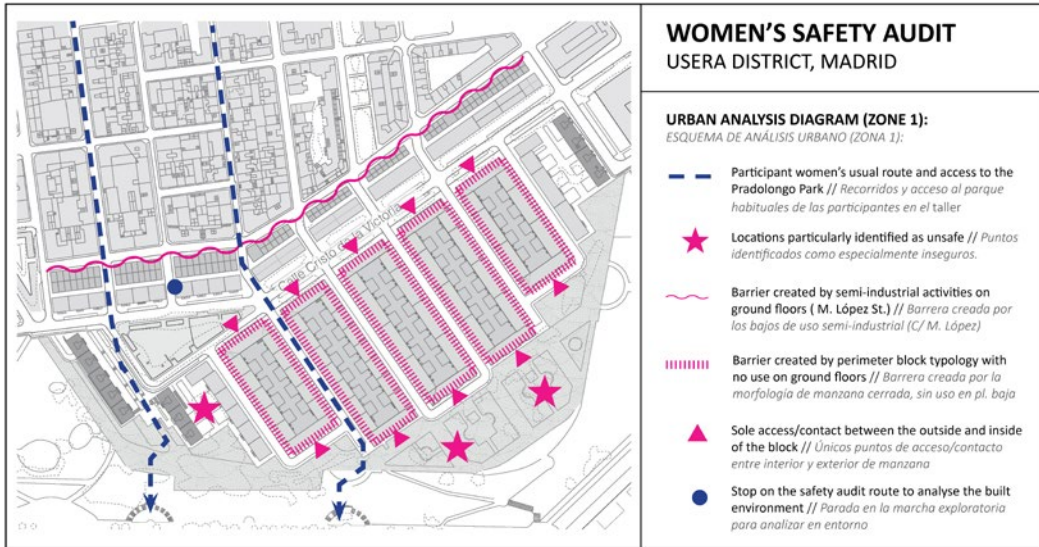 WOMEN'S SAFETY AUDIT
USERA DISTRICT, MADRID
URBAN ANALYSIS DIAGRAM (ZONE 1):
ESQUEMA DE ANÁLISIS URBANO (ZONA 1):
Participant women's usual route and access to the
Pradolongo Park // Recorridos y acceso al parque
habituales de las participantes en el taller
Locations particularly identified as unsafe // Puntos
identificados como especialmente inseguros.
Barrier created by semi-industrial activities on
ground floors ( M. López St.) // Barrera creada por
los bajos de uso semi-industrial (C/ M. López)
Barrier created by perimeter block typology with
no use on ground floors // Barrera creada por la
morfología de manzana cerrada, sin uso en pl. baja
Sole access/contact between the outside and inside
of the block // Únicos puntos de acceso/contacto
entre interior y exterior de manzana
Stop on the safety audit route to analyse the built
environment // Parada en la marcha exploratoria
para analizar en entorno
Calle Cristo de la Victoria